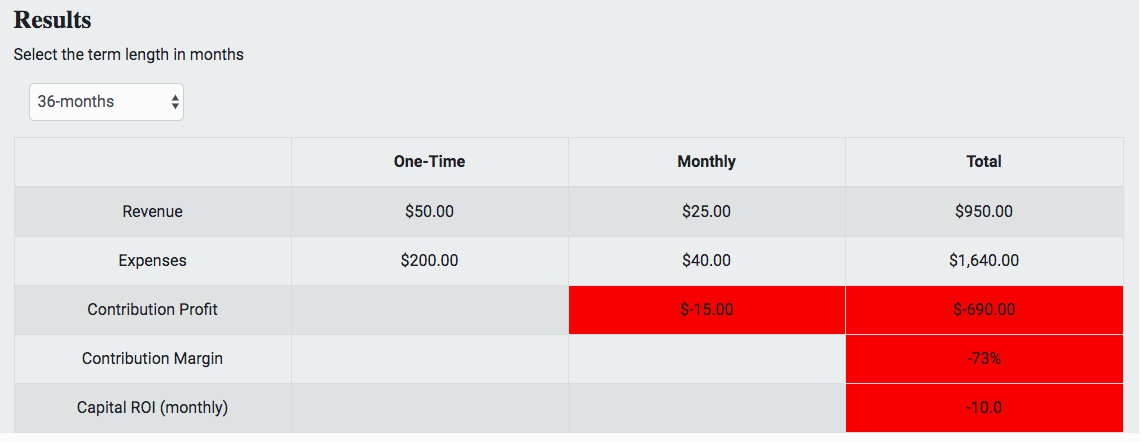 Results
Select the term length in months
36-months
One-Time Monthly Total
Revenue $50.00 $25.00 $950.00
Expenses $200.00 $40.00 $1,640.00
Contribution Profit $-15.00 $-690.00
Contribution Margin -73%
Capital ROI (monthly) -10.0